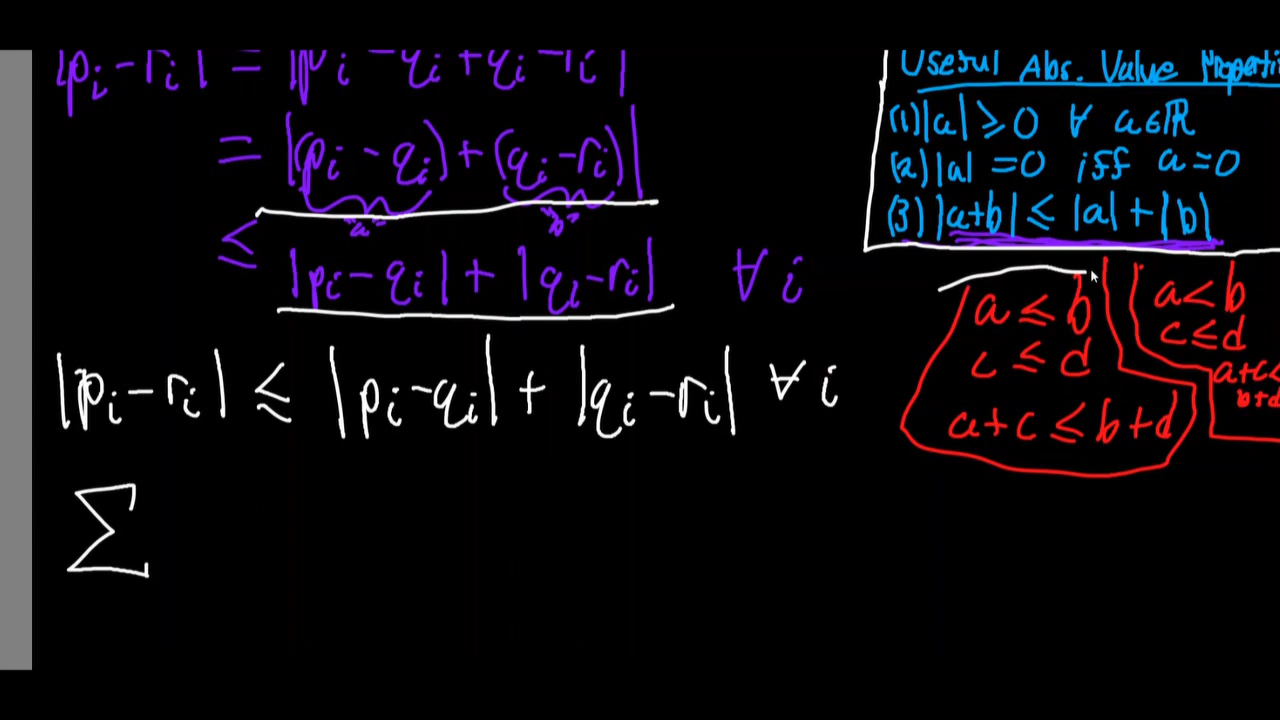 |pᵢ-rᵢ| = |pᵢ-qᵢ+qᵢ-rᵢ|
= |(pᵢ-qᵢ)+(qᵢ-rᵢ)|
"a" "b"
≤ |pᵢ-qᵢ| + |qᵢ-rᵢ| ∀ i
|pᵢ-rᵢ| ≤ |pᵢ-qᵢ| + |qᵢ-rᵢ| ∀ i
∑
Useful Abs. Value Properti
(1) |a| ≥ 0 ∀ a∈ℝ
(2) |a| = 0 iff a=0
(3) |a+b| ≤ |a| + |b|
a ≤ b
c ≤ d
a+c ≤ b+d
a < b
c ≤ d
a+c <
b+d